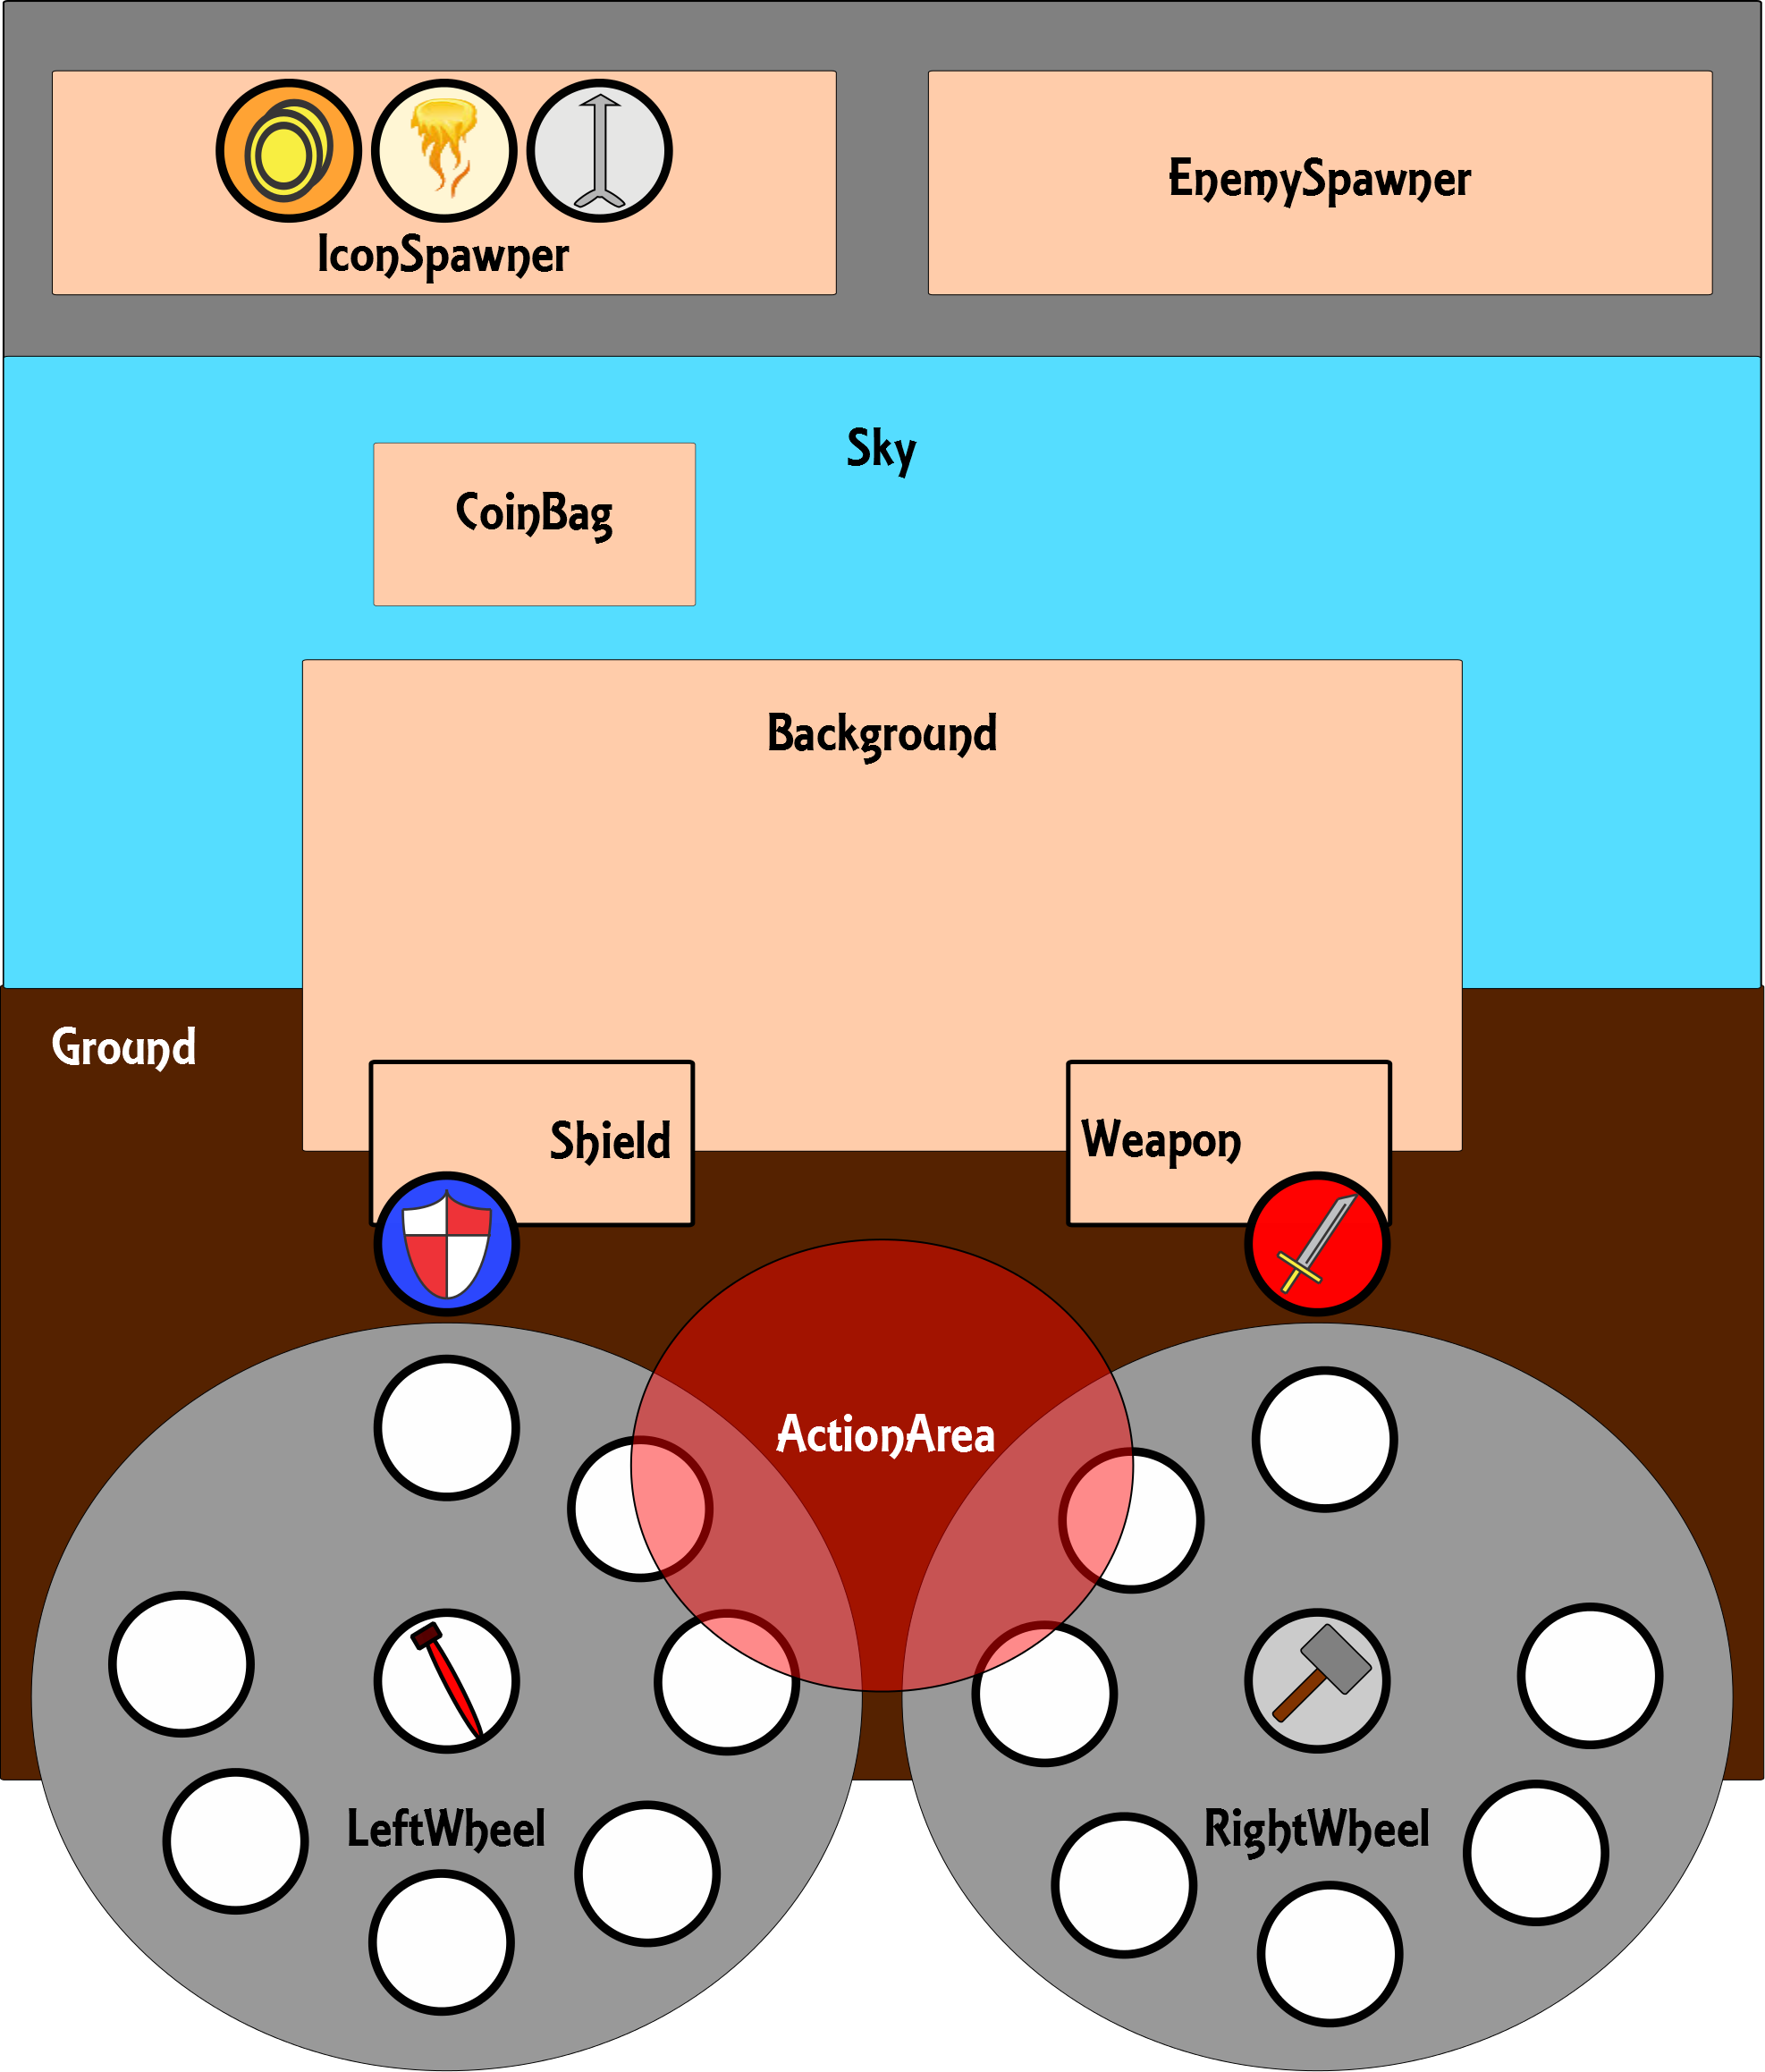 IconSpawner
EnemySpawner
Sky
CoinBag
Background
Ground
Shield
Weapon
ActionArea
LeftWheel
RightWheel